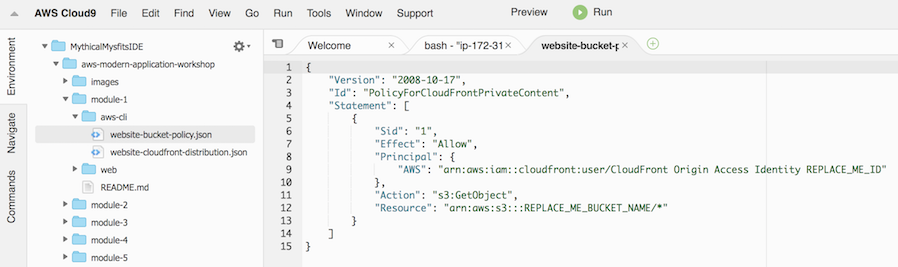 AWS Cloud9 File Edit Find View Go Run Tools Window Support Preview Run
Environment
Navigate
Commands
MythicalMysfitsIDE
aws-modern-application-workshop
images
module-1
aws-cli
website-bucket-policy.json
website-cloudfront-distribution.json
web
README.md
module-2
module-3
module-4
module-5
Welcome bash - "ip-172-31 website-bucket-p
1 {
2 "Version": "2008-10-17",
3 "Id": "PolicyForCloudFrontPrivateContent",
4 "Statement": [
5 {
6 "Sid": "1",
7 "Effect": "Allow",
8 "Principal": {
9 "AWS": "arn:aws:iam::cloudfront:user/CloudFront Origin Access Identity REPLACE_ME_ID"
10 },
11 "Action": "s3:GetObject",
12 "Resource": "arn:aws:s3:::REPLACE_ME_BUCKET_NAME/*"
13 }
14 ]
15 }